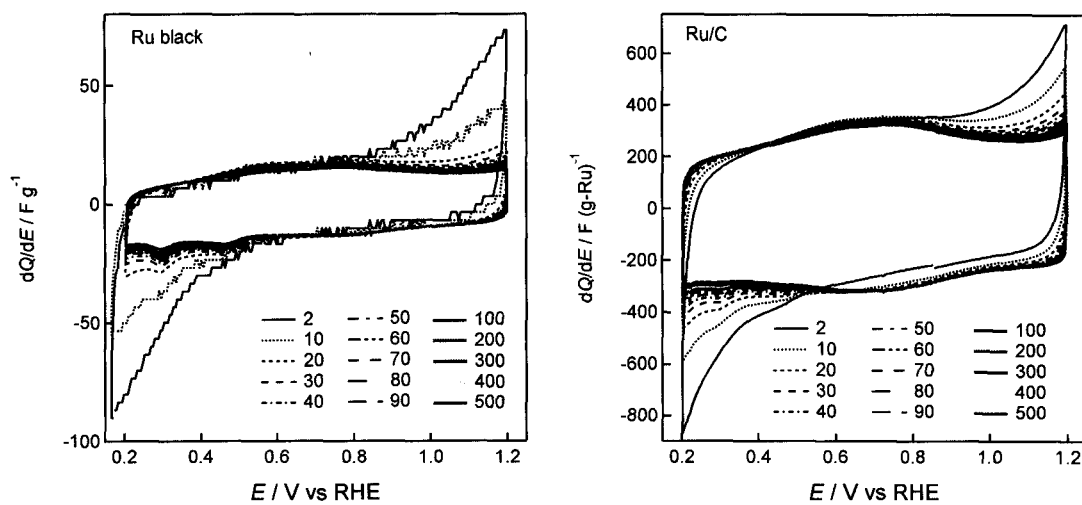 Ru black
50
0
-50
-100
dQ/dE / F g⁻¹
2 50 100
10 60 200
20 70 300
30 80 400
40 90 500
0.2 0.4 0.6 0.8 1.0 1.2
E / V vs RHE
Ru/C
600
400
200
0
-200
-400
-600
-800
dQ/dE / F (g-Ru)⁻¹
2 50 100
10 60 200
20 70 300
30 80 400
40 90 500
0.2 0.4 0.6 0.8 1.0 1.2
E / V vs RHE